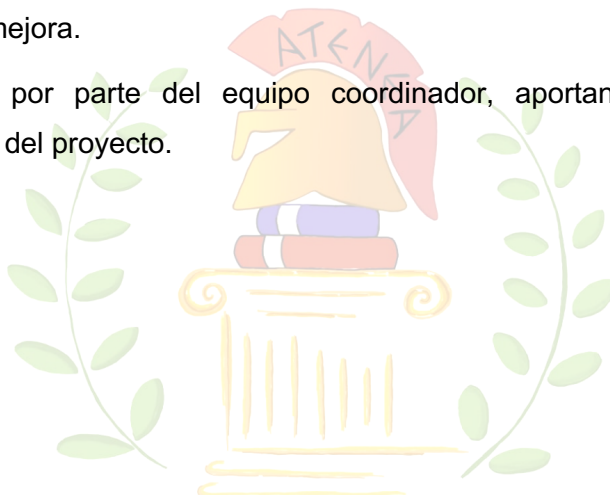 mejora.
ATENEA
por parte del equipo coordinador, aportan
del proyecto.